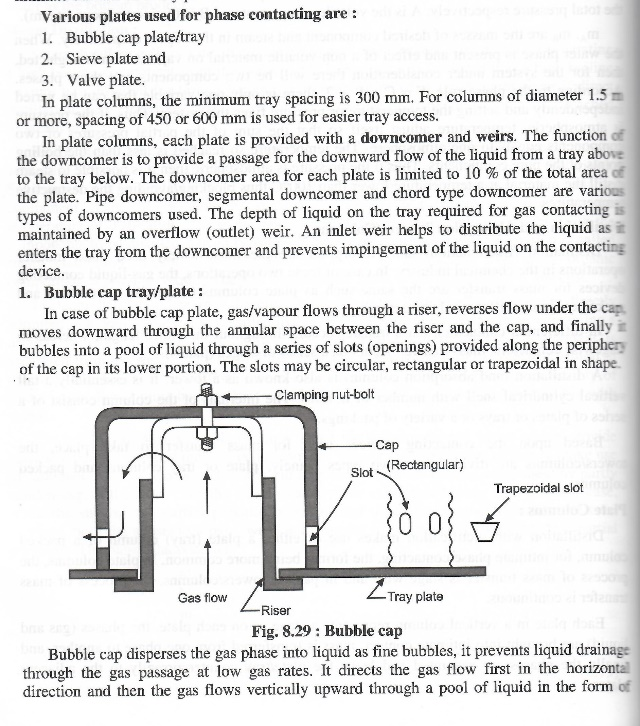 Various plates used for phase contacting are :
1. Bubble cap plate/tray
2. Sieve plate and
3. Valve plate.
In plate columns, the minimum tray spacing is 300 mm. For columns of diameter 1.5 m
or more, spacing of 450 or 600 mm is used for easier tray access.
In plate columns, each plate is provided with a downcomer and weirs. The function of
the downcomer is to provide a passage for the downward flow of the liquid from a tray above
to the tray below. The downcomer area for each plate is limited to 10 % of the total area of
the plate. Pipe downcomer, segmental downcomer and chord type downcomer are various
types of downcomers used. The depth of liquid on the tray required for gas contacting is
maintained by an overflow (outlet) weir. An inlet weir helps to distribute the liquid as it
enters the tray from the downcomer and prevents impingement of the liquid on the contacting
device.
1. Bubble cap tray/plate :
In case of bubble cap plate, gas/vapour flows through a riser, reverses flow under the cap,
moves downward through the annular space between the riser and the cap, and finally it
bubbles into a pool of liquid through a series of slots (openings) provided along the periphery
of the cap in its lower portion. The slots may be circular, rectangular or trapezoidal in shape.
Clamping nut-bolt
Cap
Slot (Rectangular)
Trapezoidal slot
Gas flow
Riser
Tray plate
Fig. 8.29 : Bubble cap
Bubble cap disperses the gas phase into liquid as fine bubbles, it prevents liquid drainage
through the gas passage at low gas rates. It directs the gas flow first in the horizontal
direction and then the gas flows vertically upward through a pool of liquid in the form of